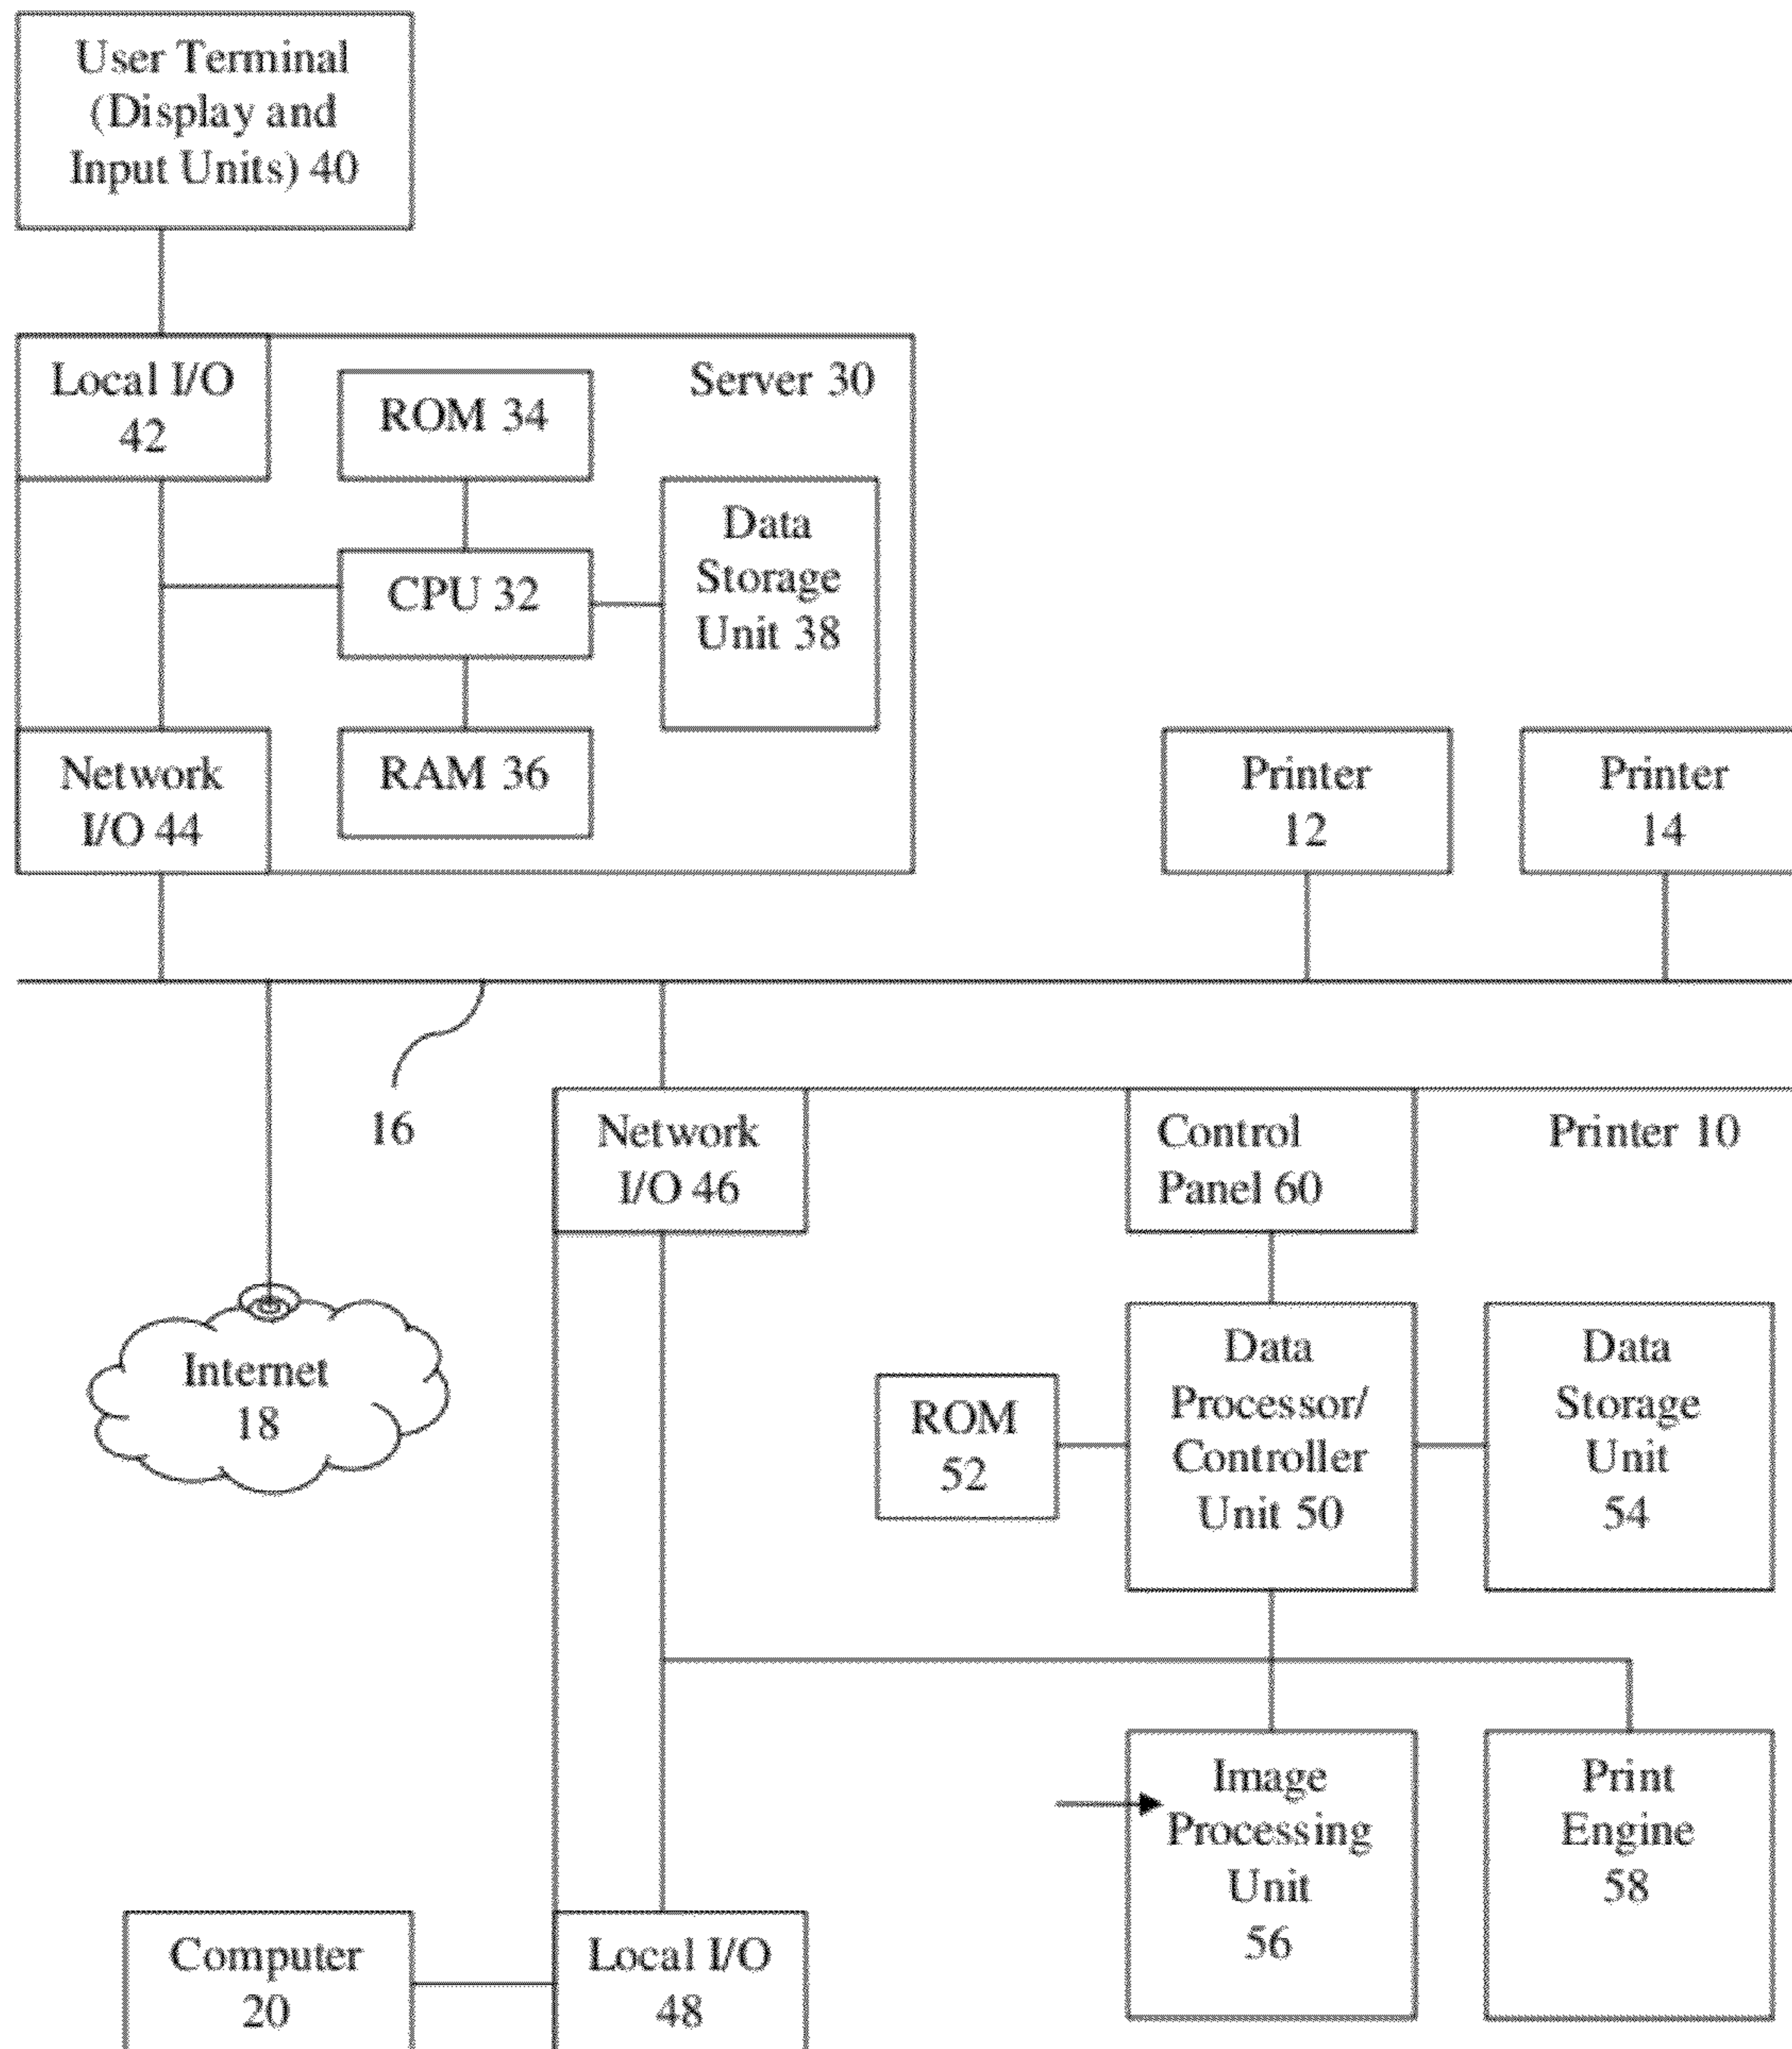 User Terminal
(Display and
Input Units) 40
Local I/O
42
ROM 34
Server 30
CPU 32
Data
Storage
Unit 38
Network
I/O 44
RAM 36
Printer
12
Printer
14
16
Network
I/O 46
Control
Panel 60
Printer 10
Internet
18
ROM
52
Data
Processor/
Controller
Unit 50
Data
Storage
Unit
54
Image
Processing
Unit
56
Print
Engine
58
Computer
20
Local I/O
48